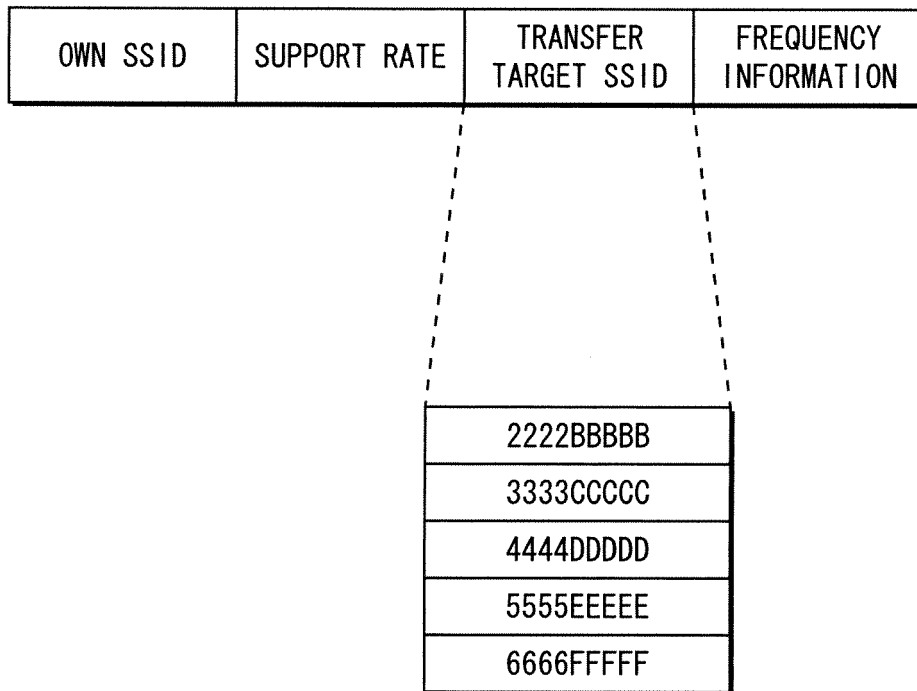 OWN SSID
SUPPORT RATE
TRANSFER
TARGET SSID
FREQUENCY
INFORMATION
2222BBBBB
3333CCCCC
4444DDDDD
5555EEEEE
6666FFFFF